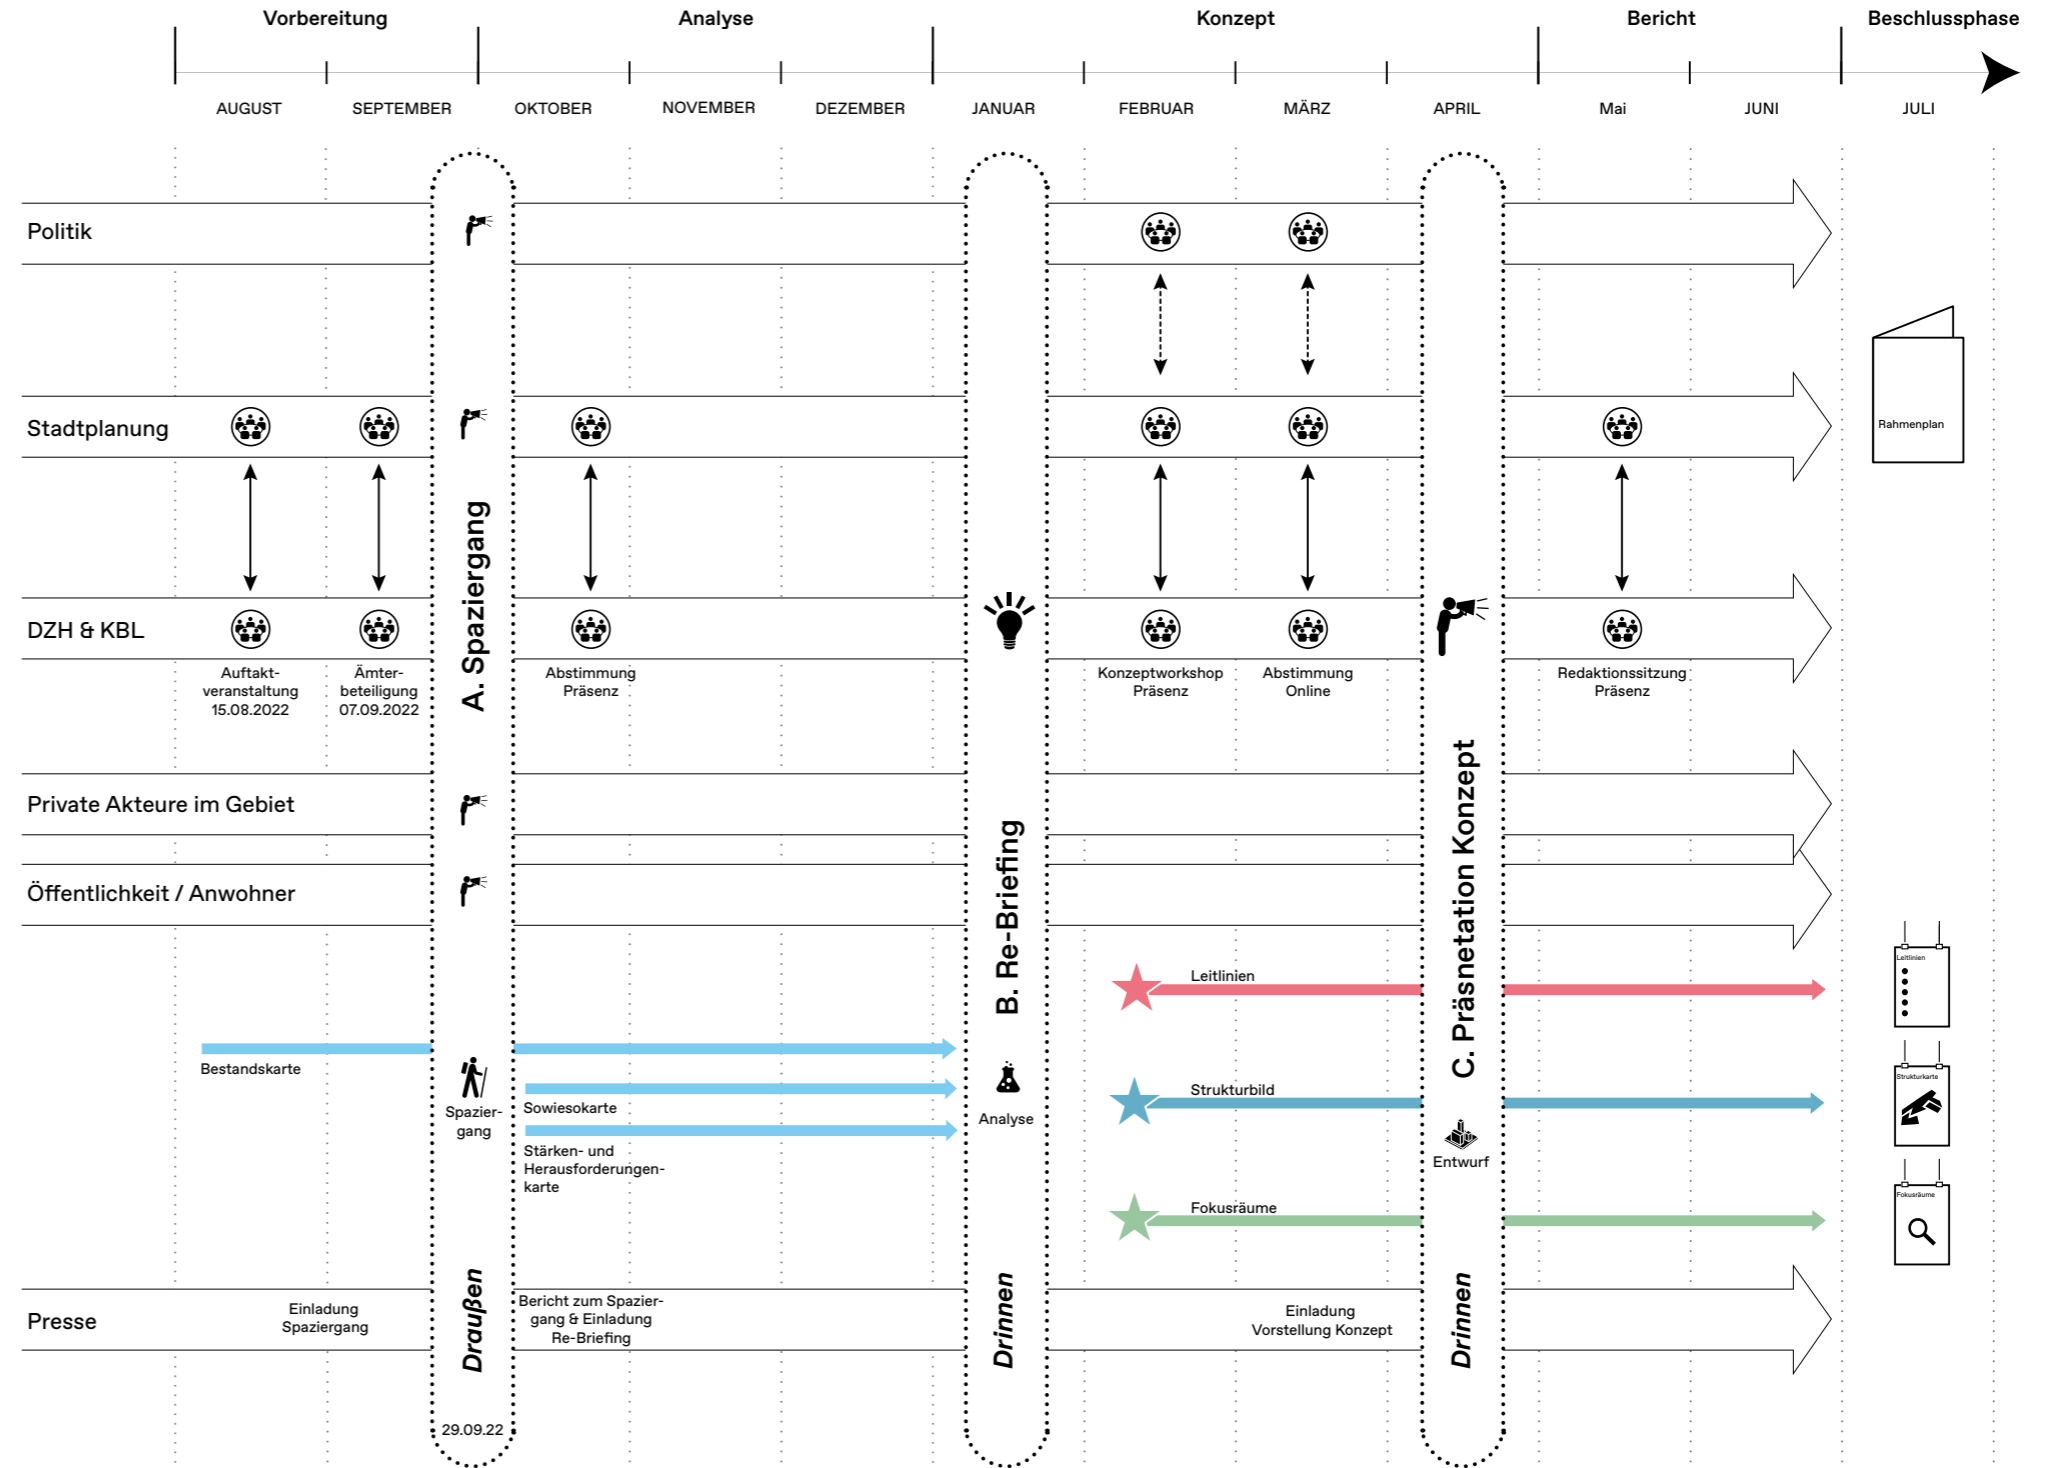 Vorbereitung
Analyse
Konzept
Bericht
Beschlussphase
AUGUST
SEPTEMBER
OKTOBER
NOVEMBER
DEZEMBER
JANUAR
FEBRUAR
MÄRZ
APRIL
Mai
JUNI
JULI
Politik
Stadtplanung
Rahmenplan
DZH & KBL
Auftakt-
veranstaltung
15.08.2022
Ämter-
beteiligung
07.09.2022
A. Spaziergang
Abstimmung
Präsenz
Konzeptworkshop
Präsenz
Abstimmung
Online
Redaktionssitzung
Präsenz
Private Akteure im Gebiet
Öffentlichkeit / Anwohner
B. Re-Briefing
C. Präsnetation Konzept
Leitlinien
Leitlinien
Bestandskarte
Spazier-
gang
Sowiesokarte
Stärken- und
Herausforderungen-
karte
Analyse
Strukturbild
Strukturkarte
Entwurf
Fokusräume
Fokusräume
Presse
Einladung
Spaziergang
Draußen
Bericht zum Spazier-
gang & Einladung
Re-Briefing
Drinnen
Einladung
Vorstellung Konzept
Drinnen
29.09.22